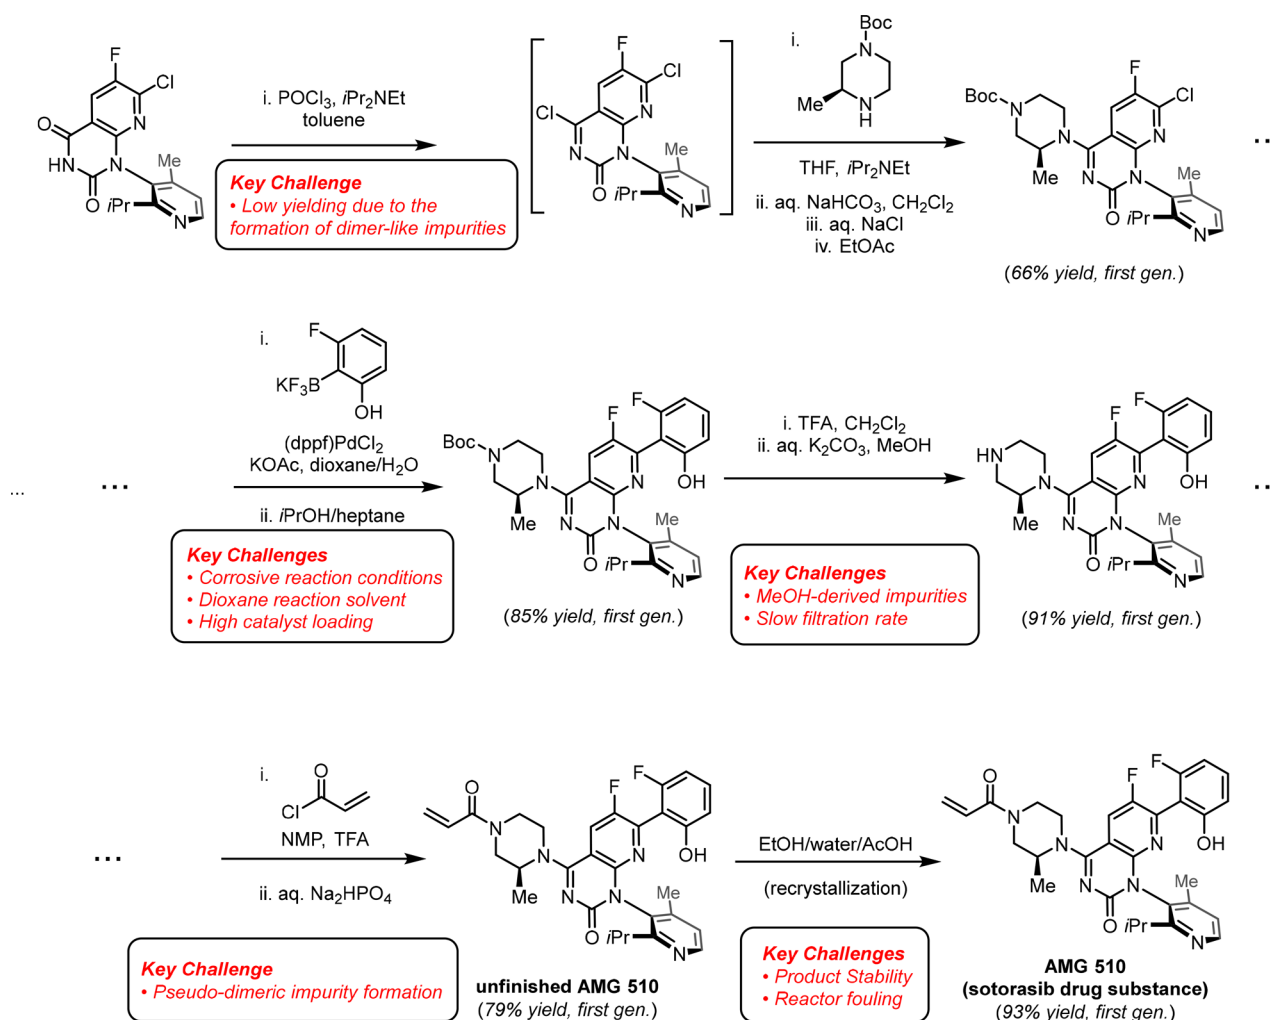 F
Cl
O
N
HN
N
O
Me
iPr
N
i. POCl3, iPr2NEt
toluene
Key Challenge
• Low yielding due to the
formation of dimer-like impurities
F
Cl
Cl
N
N
N
O
Me
iPr
N
i.
Boc
N
Me
N
H
THF, iPr2NEt
ii. aq. NaHCO3, CH2Cl2
iii. aq. NaCl
iv. EtOAc
F
Cl
Boc
N
N
N
N
N
Me
O
Me
iPr
N
(66% yield, first gen.)
...
...
i.
F
KF3B
OH
(dppf)PdCl2
KOAc, dioxane/H2O
ii. iPrOH/heptane
Key Challenges
• Corrosive reaction conditions
• Dioxane reaction solvent
• High catalyst loading
F
F
OH
Boc
N
N
N
N
N
Me
O
Me
iPr
N
(85% yield, first gen.)
i. TFA, CH2Cl2
ii. aq. K2CO3, MeOH
Key Challenges
• MeOH-derived impurities
• Slow filtration rate
F
F
OH
HN
N
N
N
N
Me
O
Me
iPr
N
(91% yield, first gen.)
...
...
...
i.
O
Cl
NMP, TFA
ii. aq. Na2HPO4
Key Challenge
• Pseudo-dimeric impurity formation
O
F
F
OH
N
N
N
N
N
Me
O
Me
iPr
N
unfinished AMG 510
(79% yield, first gen.)
EtOH/water/AcOH
(recrystallization)
Key Challenges
• Product Stability
• Reactor fouling
O
F
F
OH
N
N
N
N
N
Me
O
Me
iPr
N
AMG 510
(sotorasib drug substance)
(93% yield, first gen.)